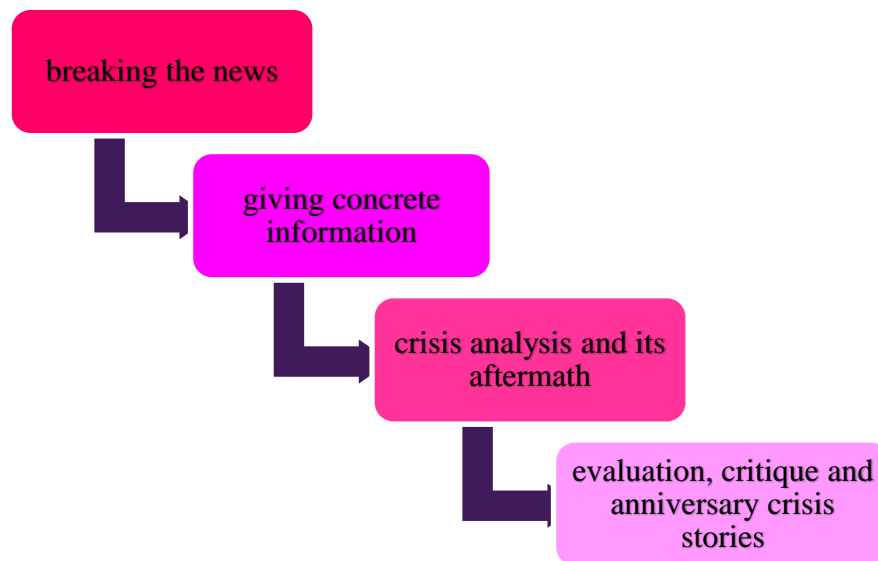 breaking the news
giving concrete
information
crisis analysis and its
aftermath
evaluation, critique and
anniversary crisis
stories